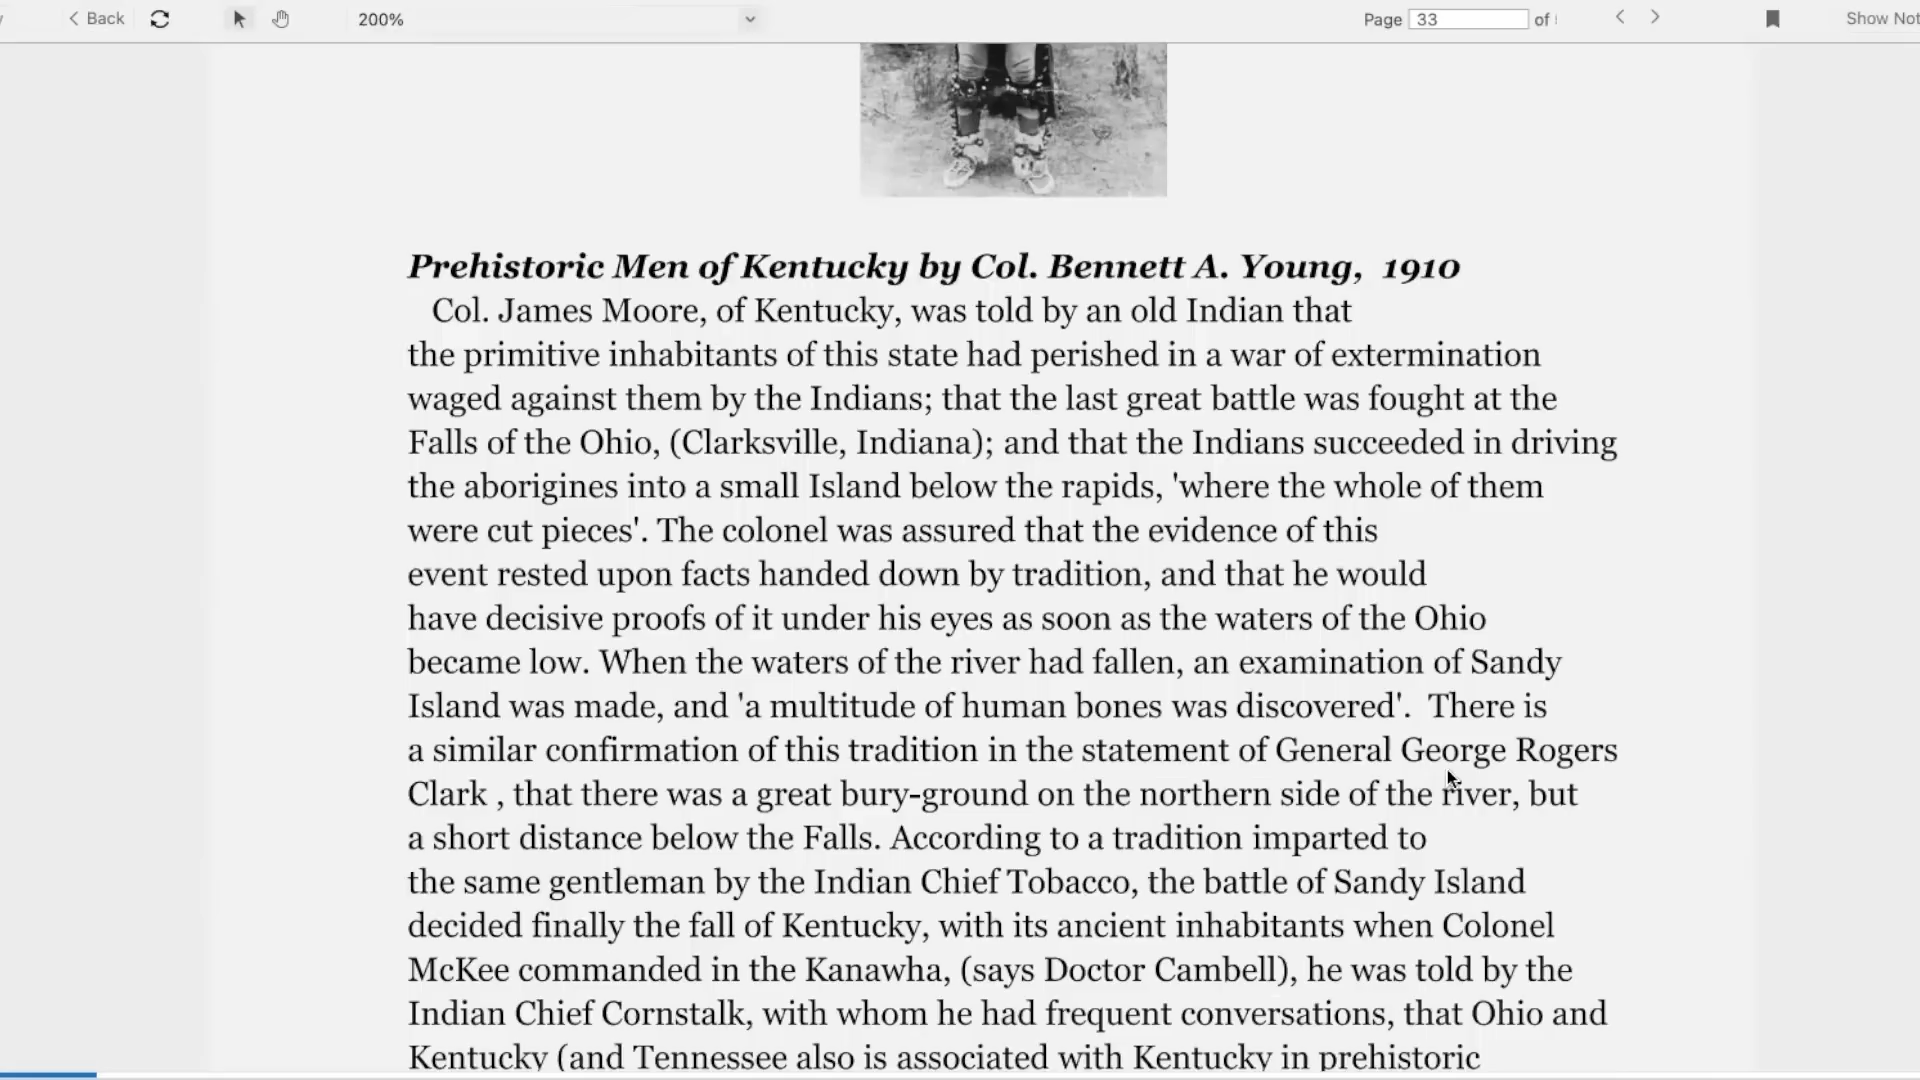 Back
200%
Page 33 of
Show Not
Prehistoric Men of Kentucky by Col. Bennett A. Young, 1910
Col. James Moore, of Kentucky, was told by an old Indian that
the primitive inhabitants of this state had perished in a war of extermination
waged against them by the Indians; that the last great battle was fought at the
Falls of the Ohio, (Clarksville, Indiana); and that the Indians succeeded in driving
the aborigines into a small Island below the rapids, 'where the whole of them
were cut pieces'. The colonel was assured that the evidence of this
event rested upon facts handed down by tradition, and that he would
have decisive proofs of it under his eyes as soon as the waters of the Ohio
became low. When the waters of the river had fallen, an examination of Sandy
Island was made, and 'a multitude of human bones was discovered'. There is
a similar confirmation of this tradition in the statement of General George Rogers
Clark , that there was a great bury-ground on the northern side of the river, but
a short distance below the Falls. According to a tradition imparted to
the same gentleman by the Indian Chief Tobacco, the battle of Sandy Island
decided finally the fall of Kentucky, with its ancient inhabitants when Colonel
McKee commanded in the Kanawha, (says Doctor Cambell), he was told by the
Indian Chief Cornstalk, with whom he had frequent conversations, that Ohio and
Kentucky (and Tennessee also is associated with Kentucky in prehistoric